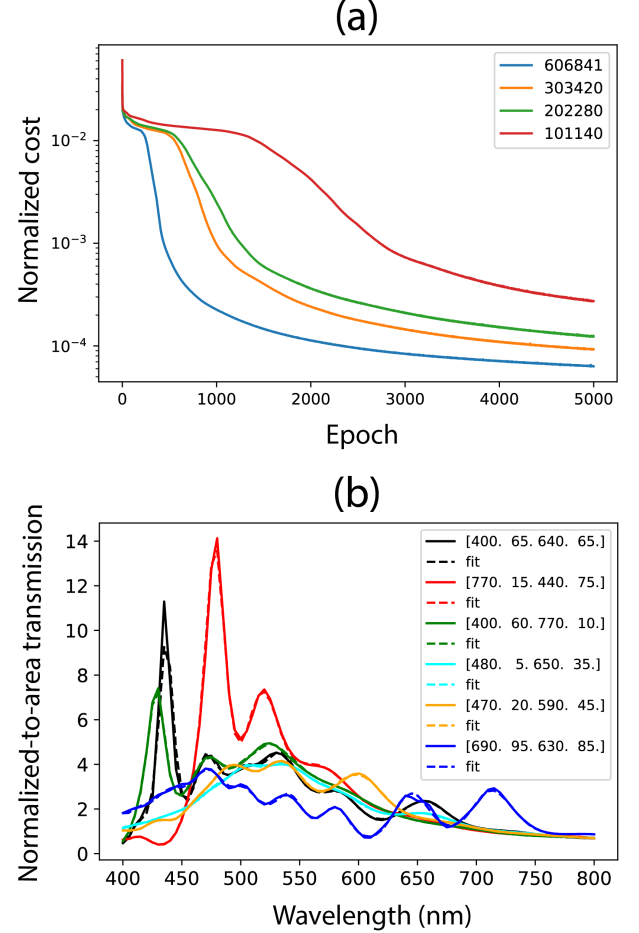 (a)
Normalized cost
10⁻²
10⁻³
10⁻⁴
606841
303420
202280
101140
0 1000 2000 3000 4000 5000
Epoch
(b)
Normalized-to-area transmission
14
12
10
8
6
4
2
0
[400. 65. 640. 65.]
fit
[770. 15. 440. 75.]
fit
[400. 60. 770. 10.]
fit
[480. 5. 650. 35.]
fit
[470. 20. 590. 45.]
fit
[690. 95. 630. 85.]
fit
400 450 500 550 600 650 700 750 800
Wavelength (nm)